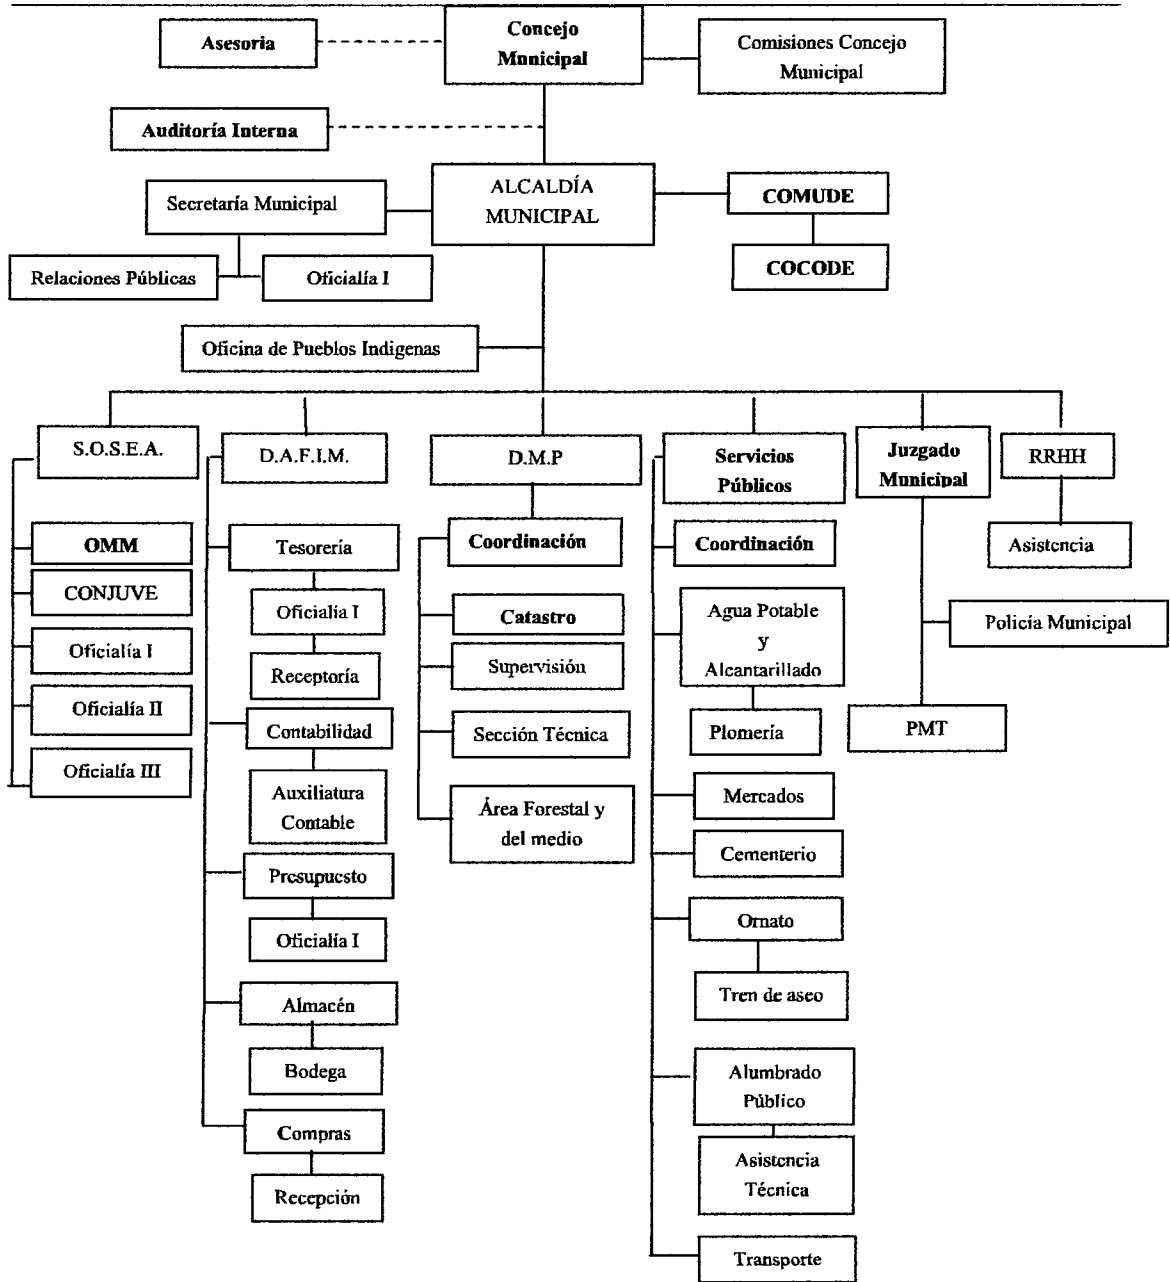 Asesoria
Concejo
Municipal
Comisiones Concejo
Municipal
Auditoría Interna
ALCALDÍA
MUNICIPAL
Secretaría Municipal
COMUDE
Relaciones Públicas
Oficialía I
COCODE
Oficina de Pueblos Indigenas
S.O.S.E.A.
OMM
CONJUVE
Oficialía I
Oficialía II
Oficialía III
D.A.F.I.M.
Tesorería
Oficialia I
Receptoría
Contabilidad
Auxiliatura
Contable
Presupuesto
Oficialía I
Almacén
Bodega
Compras
Recepción
D.M.P
Coordinación
Catastro
Supervisión
Sección Técnica
Área Forestal y
del medio
Servicios
Públicos
Coordinación
Agua Potable
y
Alcantarillado
Plomería
Mercados
Cementerio
Ornato
Tren de aseo
Alumbrado
Público
Asistencia
Técnica
Transporte
Juzgado
Municipal
Policía Municipal
PMT
RRHH
Asistencia